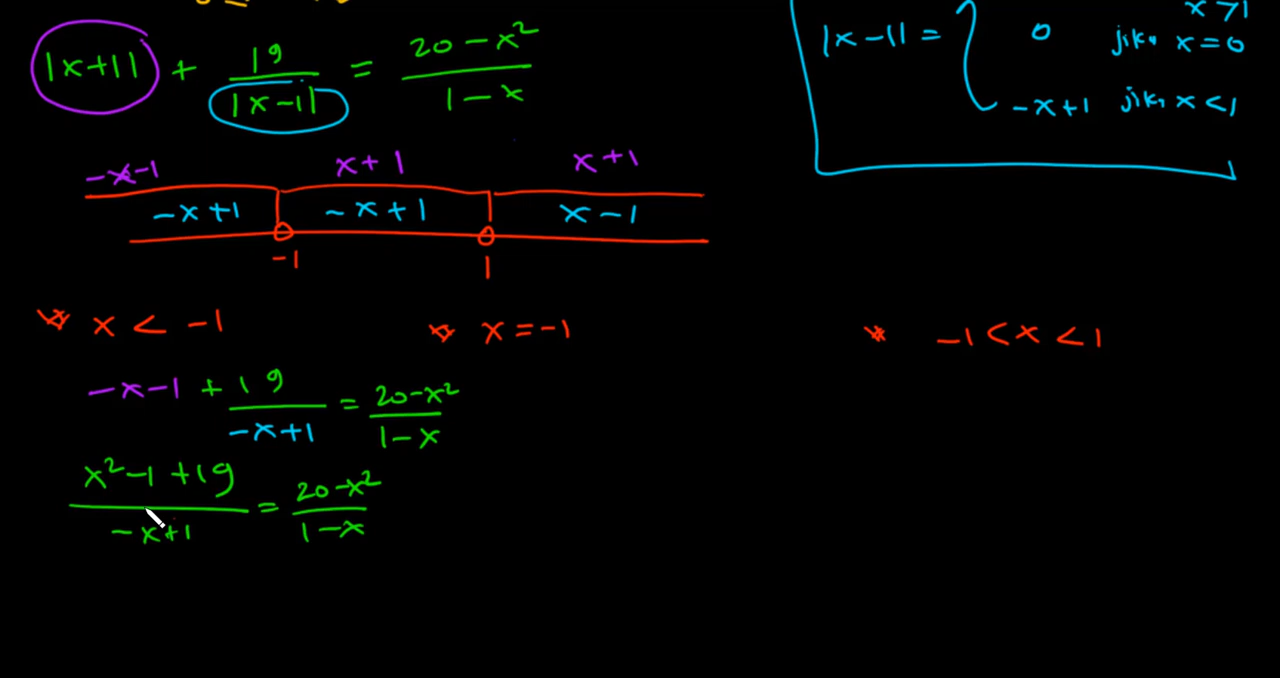 |x+1| + 19/|x-1| = (20-x²)/(1-x)
|x-1| =
x>1
0 jika x=0
-x+1 jika x<1
-x-1 x+1 x+1
-x+1 -x+1 x-1
-1 1
* x < -1
* x = -1
* -1 < x < 1
-x-1 + 19/(-x+1) = (20-x²)/(1-x)
(x²-1+19)/(-x+1) = (20-x²)/(1-x)